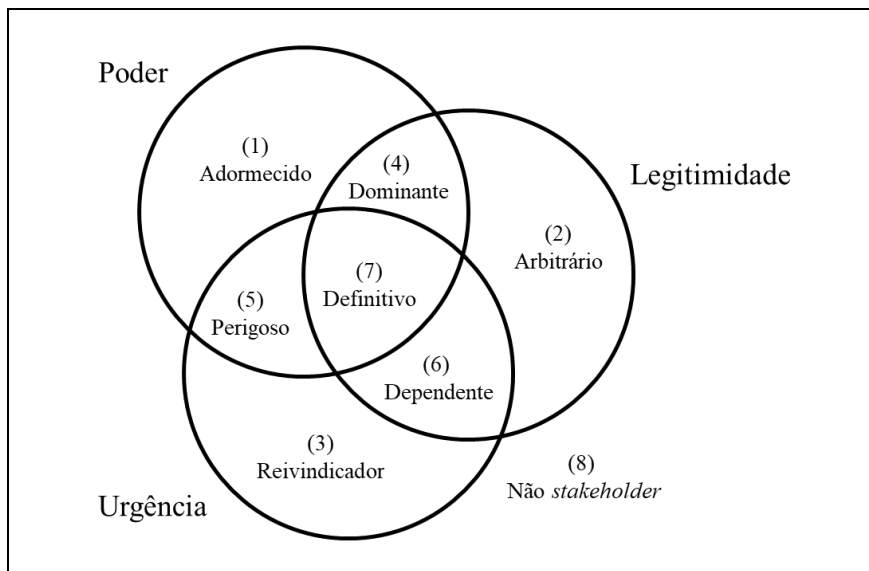 Poder
(1)
Adormecido
(4)
Dominante
Legitimidade
(2)
Arbitrário
(7)
Definitivo
(5)
Perigoso
(6)
Dependente
(3)
Reivindicador
(8)
Não stakeholder
Urgência